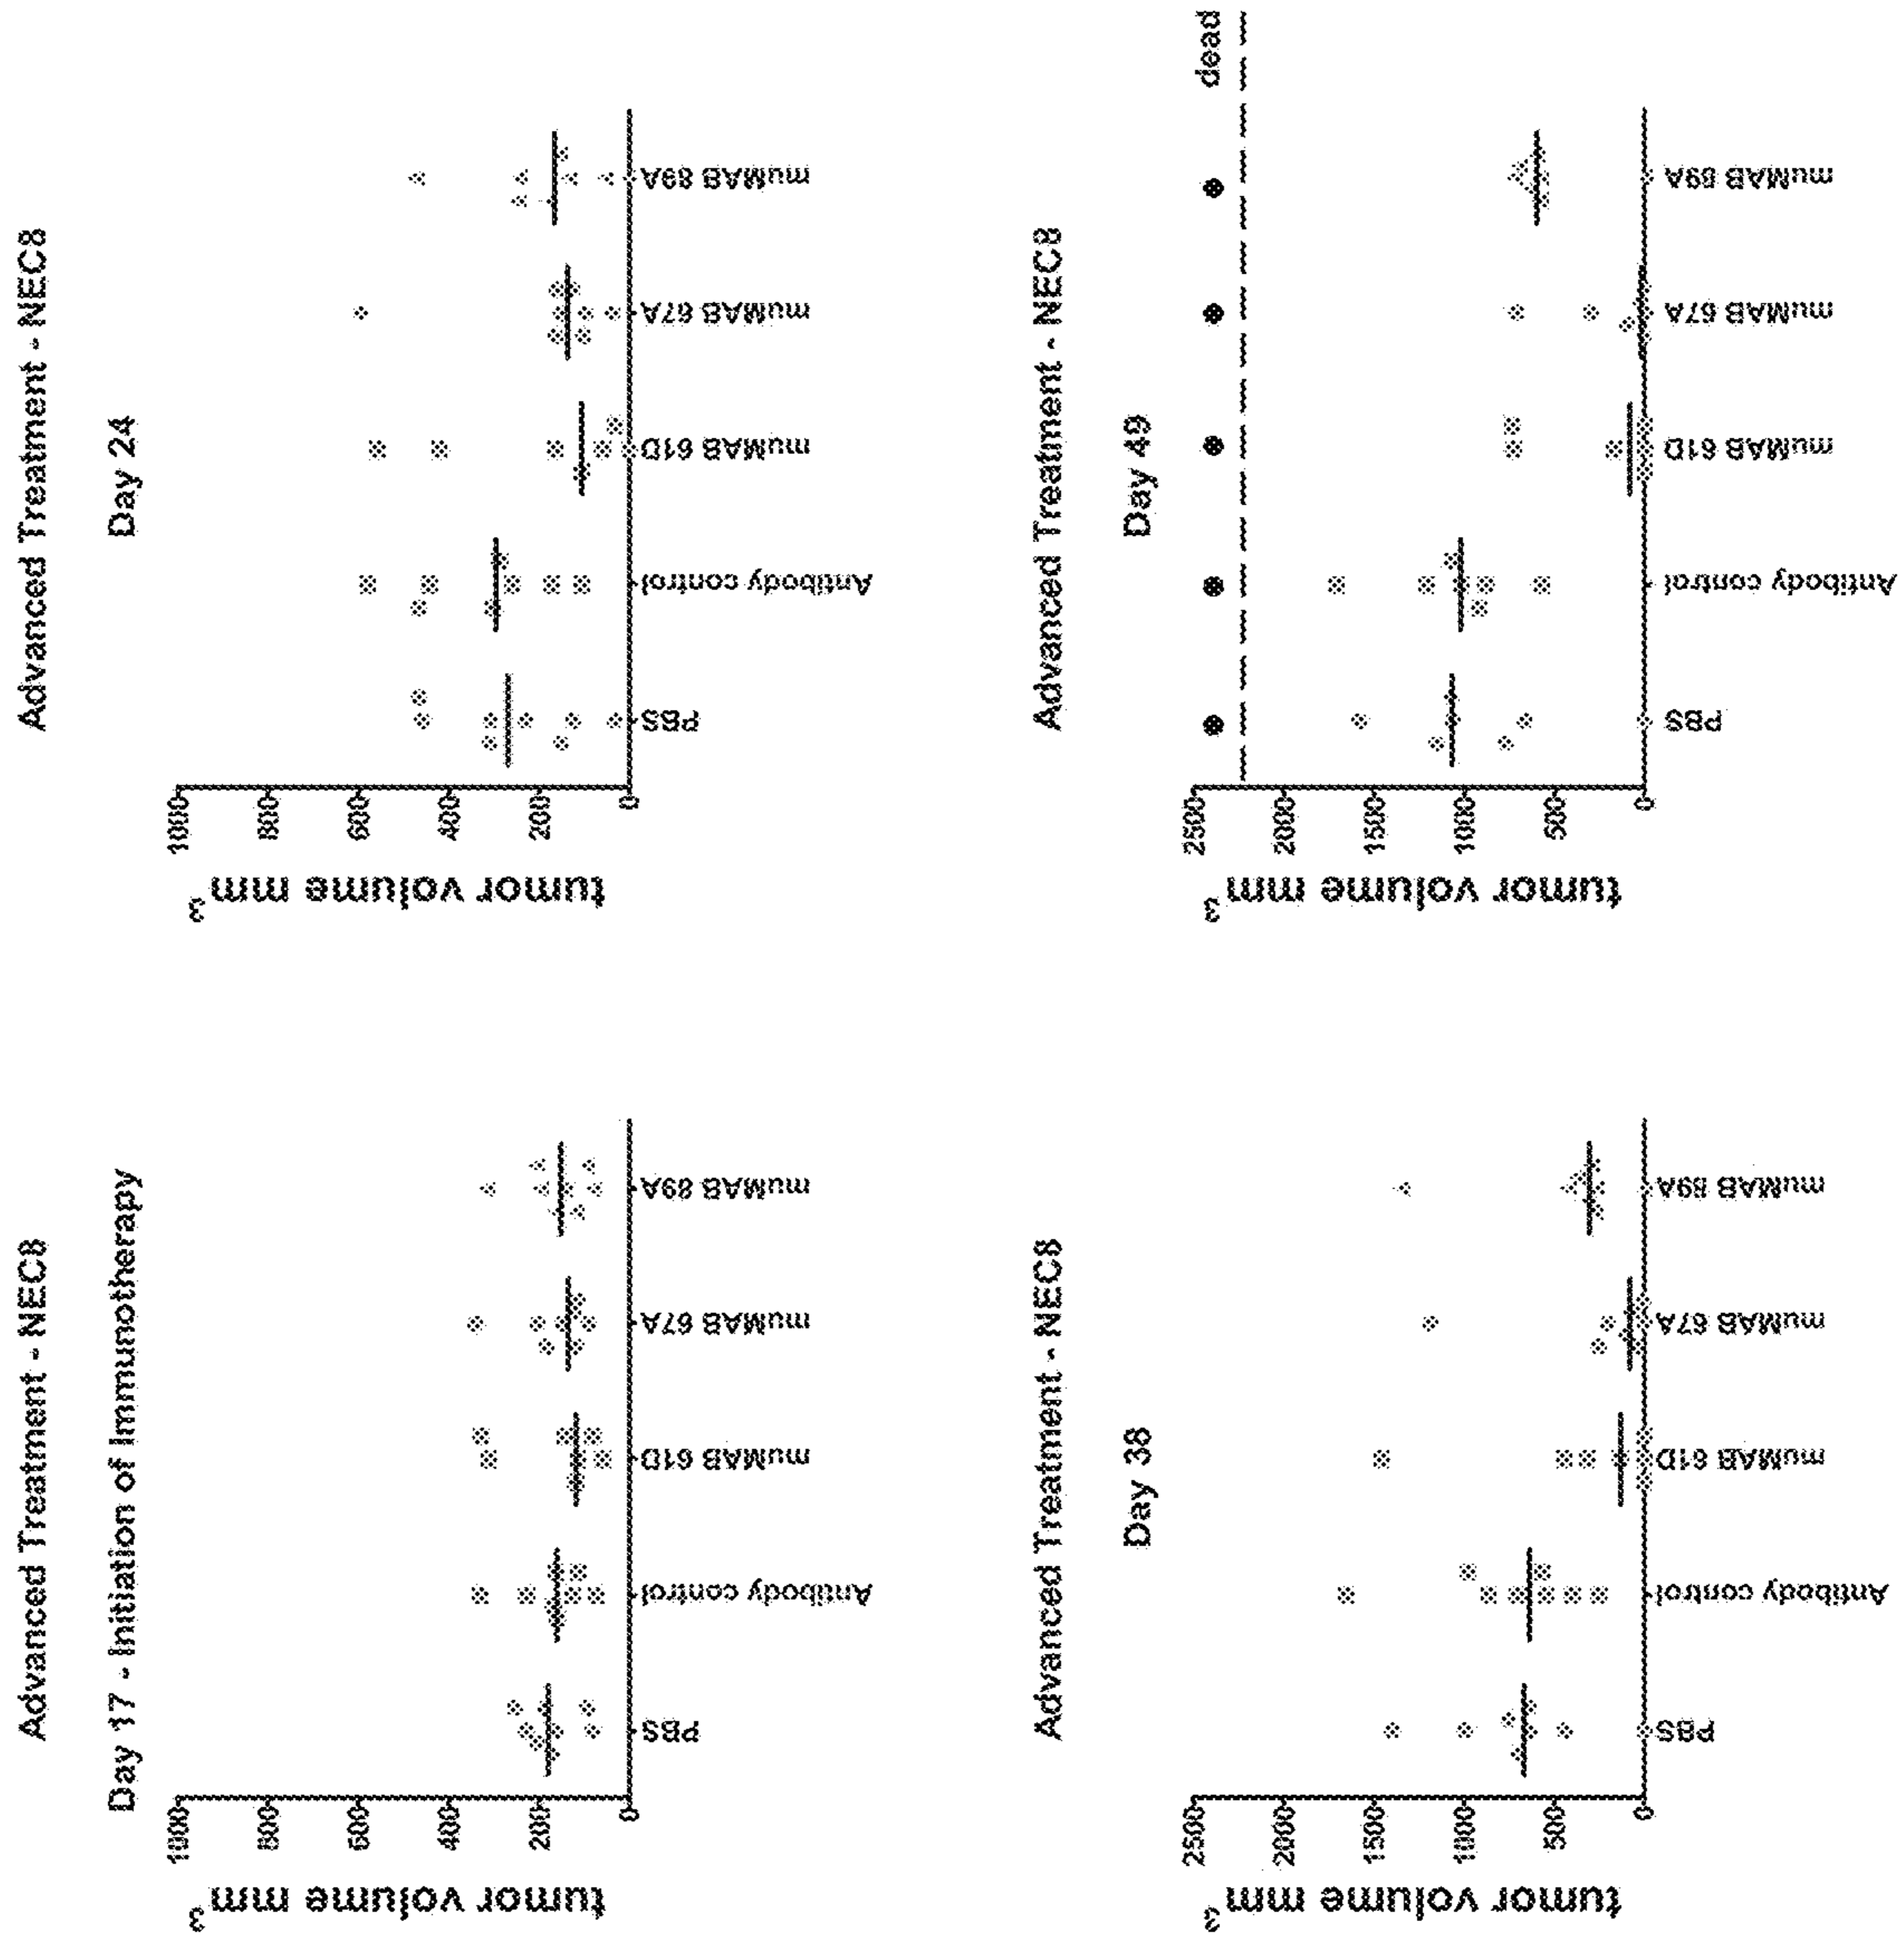 Advanced Treatment - NEC8
Day 17 - Initiation of Immunotherapy
tumor volume mm3
1000
800
600
400
200
0
PBS
Antibody control
muMAB 61D
muMAB 67A
muMAB 89A
Advanced Treatment - NEC8
Day 24
tumor volume mm3
1000
800
600
400
200
0
PBS
Antibody control
muMAB 61D
muMAB 67A
muMAB 89A
Advanced Treatment - NEC8
Day 38
tumor volume mm3
2500
2000
1500
1000
500
0
PBS
Antibody control
muMAB 61D
muMAB 67A
muMAB 89A
Advanced Treatment - NEC8
Day 49
dead
tumor volume mm3
2500
2000
1500
1000
500
0
PBS
Antibody control
muMAB 61D
muMAB 67A
muMAB 89A